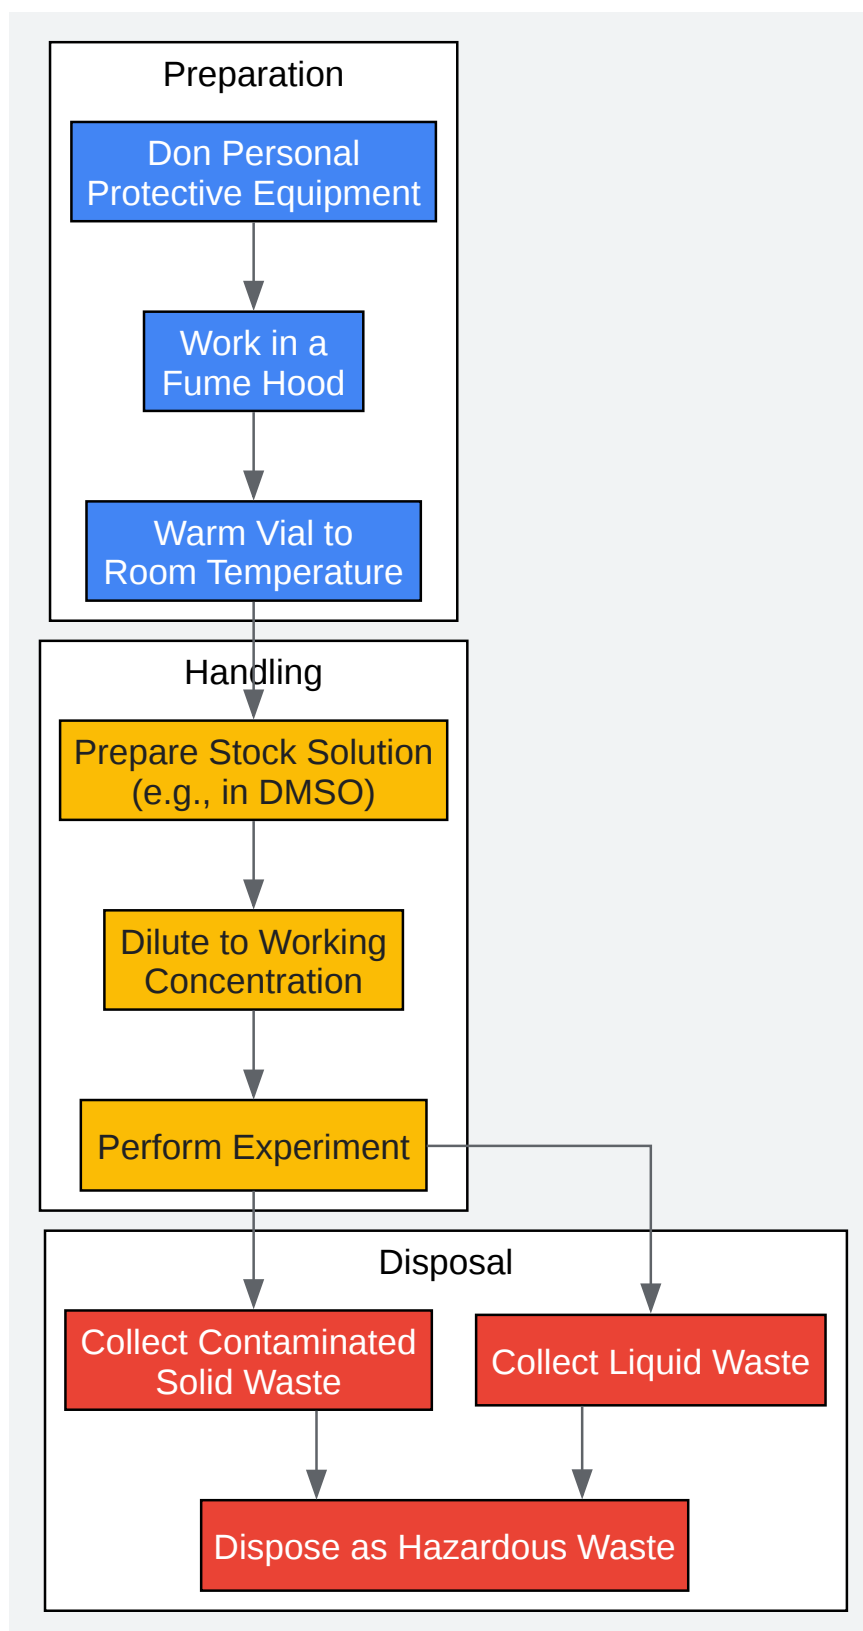 Preparation
Don Personal
Protective Equipment
Work in a
Fume Hood
Warm Vial to
Room Temperature
Handling
Prepare Stock Solution
(e.g., in DMSO)
Dilute to Working
Concentration
Perform Experiment
Disposal
Collect Contaminated
Solid Waste
Collect Liquid Waste
Dispose as Hazardous Waste